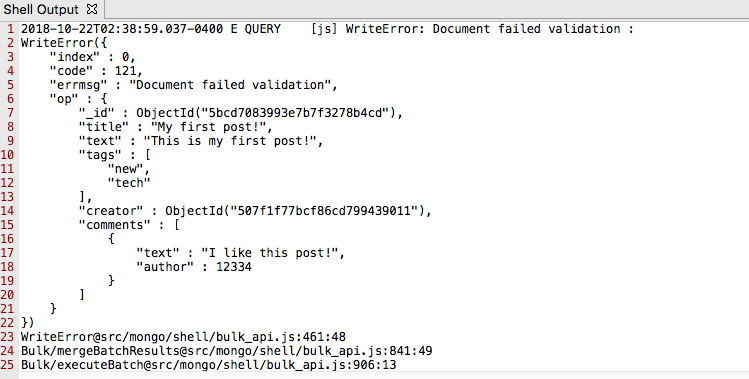 Shell Output
1 2018-10-22T02:38:59.037-0400 E QUERY    [js] WriteError: Document failed validation :
2 WriteError({
3     "index" : 0,
4     "code" : 121,
5     "errmsg" : "Document failed validation",
6     "op" : {
7         "_id" : ObjectId("5bcd7083993e7b7f3278b4cd"),
8         "title" : "My first post!",
9         "text" : "This is my first post!",
10         "tags" : [
11             "new",
12             "tech"
13         ],
14         "creator" : ObjectId("507f1f77bcf86cd799439011"),
15         "comments" : [
16             {
17                 "text" : "I like this post!",
18                 "author" : 12334
19             }
20         ]
21     }
22 })
23 WriteError@src/mongo/shell/bulk_api.js:461:48
24 Bulk/mergeBatchResults@src/mongo/shell/bulk_api.js:841:49
25 Bulk/executeBatch@src/mongo/shell/bulk_api.js:906:13